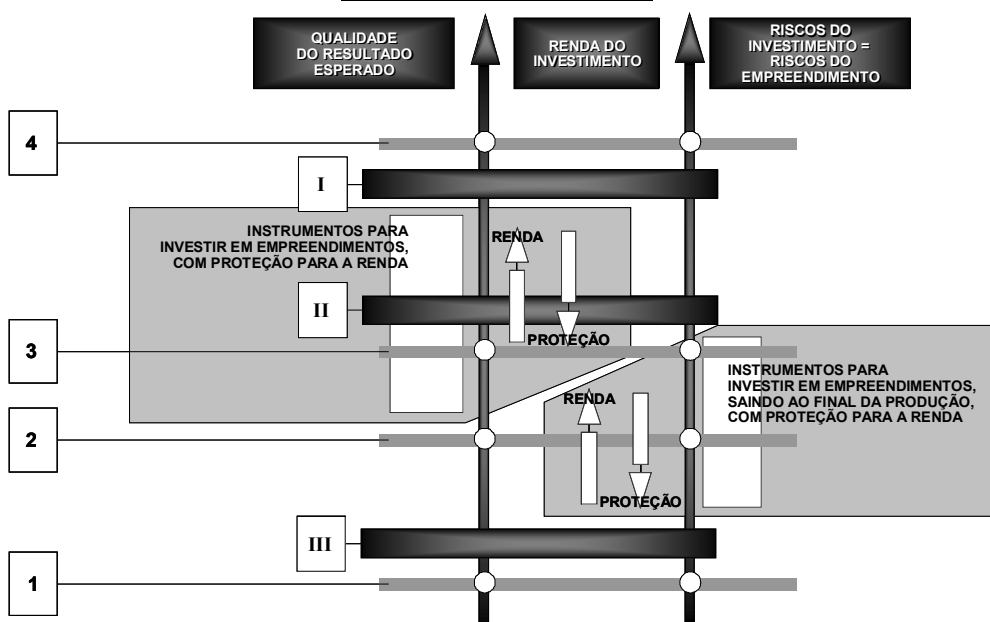 QUALIDADE
DO RESULTADO
ESPERADO
RENDA DO
INVESTIMENTO
RISCOS DO
INVESTIMENTO =
RISCOS DO
EMPREENDIMENTO
4
I
INSTRUMENTOS PARA
INVESTIR EM EMPREENDIMENTOS,
COM PROTEÇÃO PARA A RENDA
RENDA
II
PROTEÇÃO
3
INSTRUMENTOS PARA
INVESTIR EM EMPREENDIMENTOS,
SAINDO AO FINAL DA PRODUÇÃO,
COM PROTEÇÃO PARA A RENDA
RENDA
2
PROTEÇÃO
III
1